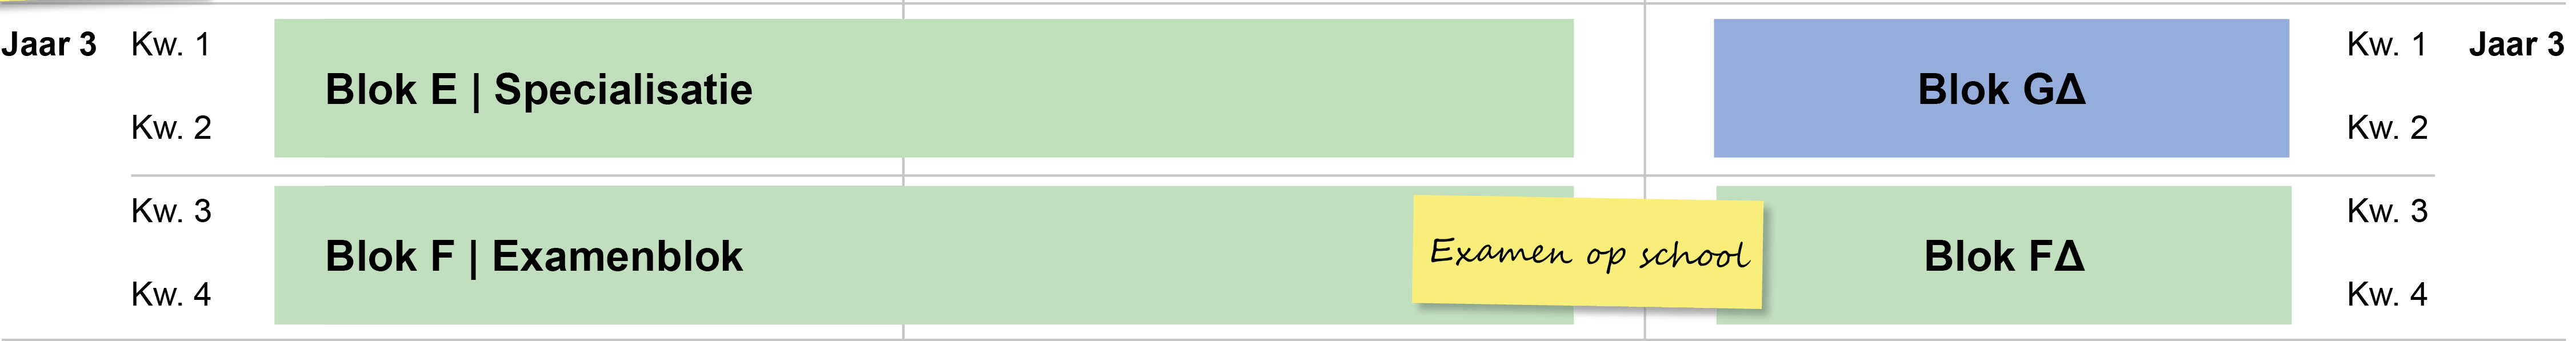 Jaar 3 Kw. 1 Kw. 1 Jaar 3
Blok E | Specialisatie Blok GΔ
Kw. 2 Kw. 2
Kw. 3 Kw. 3
Blok F | Examenblok Examen op school Blok FΔ
Kw. 4 Kw. 4